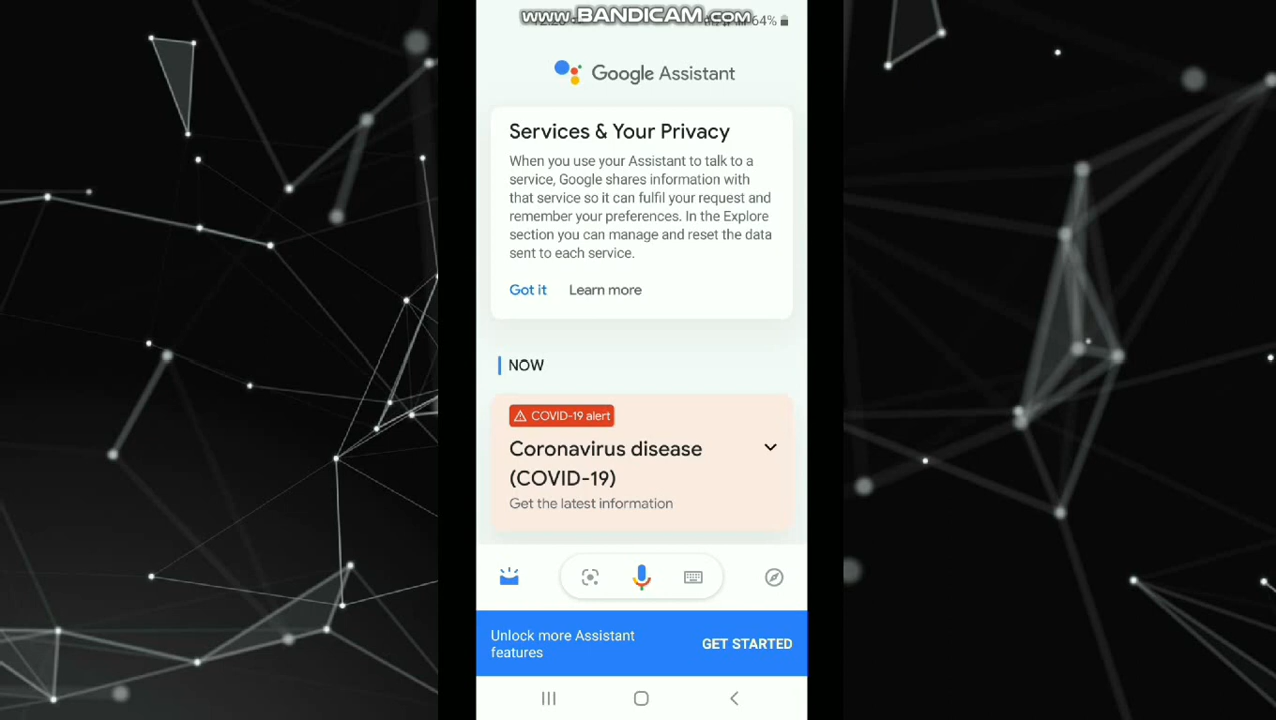 www.BANDICAM.com
64%
Google Assistant
Services & Your Privacy
When you use your Assistant to talk to a
service, Google shares information with
that service so it can fulfil your request and
remember your preferences. In the Explore
section you can manage and reset the data
sent to each service.
Got it Learn more
NOW
COVID-19 alert
Coronavirus disease
(COVID-19)
Get the latest information
Unlock more Assistant
features
GET STARTED